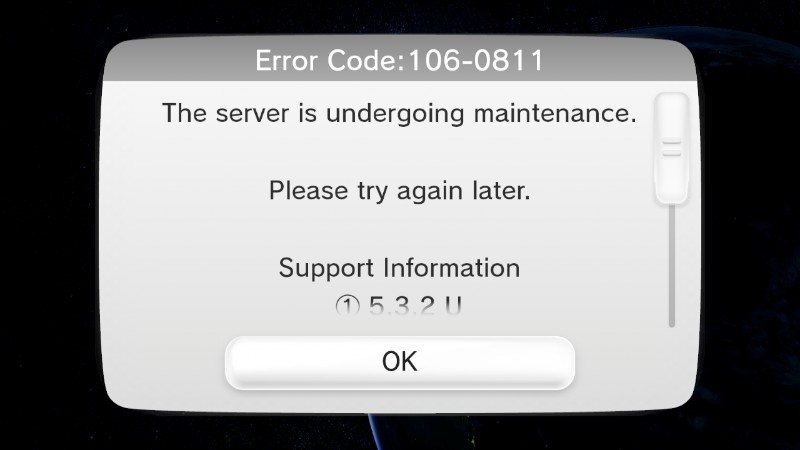 Error Code:106-0811
The server is undergoing maintenance.
Please try again later.
Support Information
① 5.3.2 U
OK